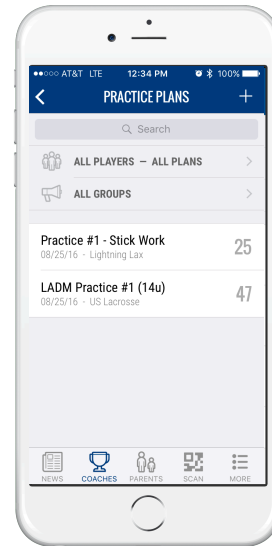 AT&T LTE 12:34 PM 100%
PRACTICE PLANS
Search
ALL PLAYERS – ALL PLANS
ALL GROUPS
Practice #1 - Stick Work 25
08/25/16 - Lightning Lax
LADM Practice #1 (14u) 47
08/25/16 - US Lacrosse
NEWS COACHES PARENTS SCAN MORE